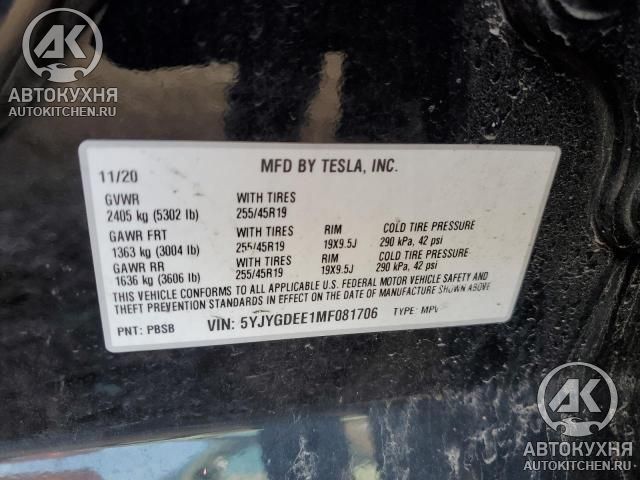 АК
АВТОКУХНЯ
AUTOKITCHEN.RU
MFD BY TESLA, INC.
11/20
GVWR WITH TIRES
2405 kg (5302 lb) 255/45R19
GAWR FRT WITH TIRES RIM COLD TIRE PRESSURE
1363 kg (3004 lb) 255/45R19 19X9.5J 290 kPa, 42 psi
GAWR RR WITH TIRES RIM COLD TIRE PRESSURE
1636 kg (3606 lb) 255/45R19 19X9.5J 290 kPa, 42 psi
THIS VEHICLE CONFORMS TO ALL APPLICABLE U.S. FEDERAL MOTOR VEHICLE SAFETY AND
THEFT PREVENTION STANDARDS IN EFFECT ON THE DATE OF MANUFACTURE SHOWN ABOVE
PNT: PBSB VIN: 5YJYGDEE1MF081706 TYPE: MPV
АК
АВТОКУХНЯ
AUTOKITCHEN.RU